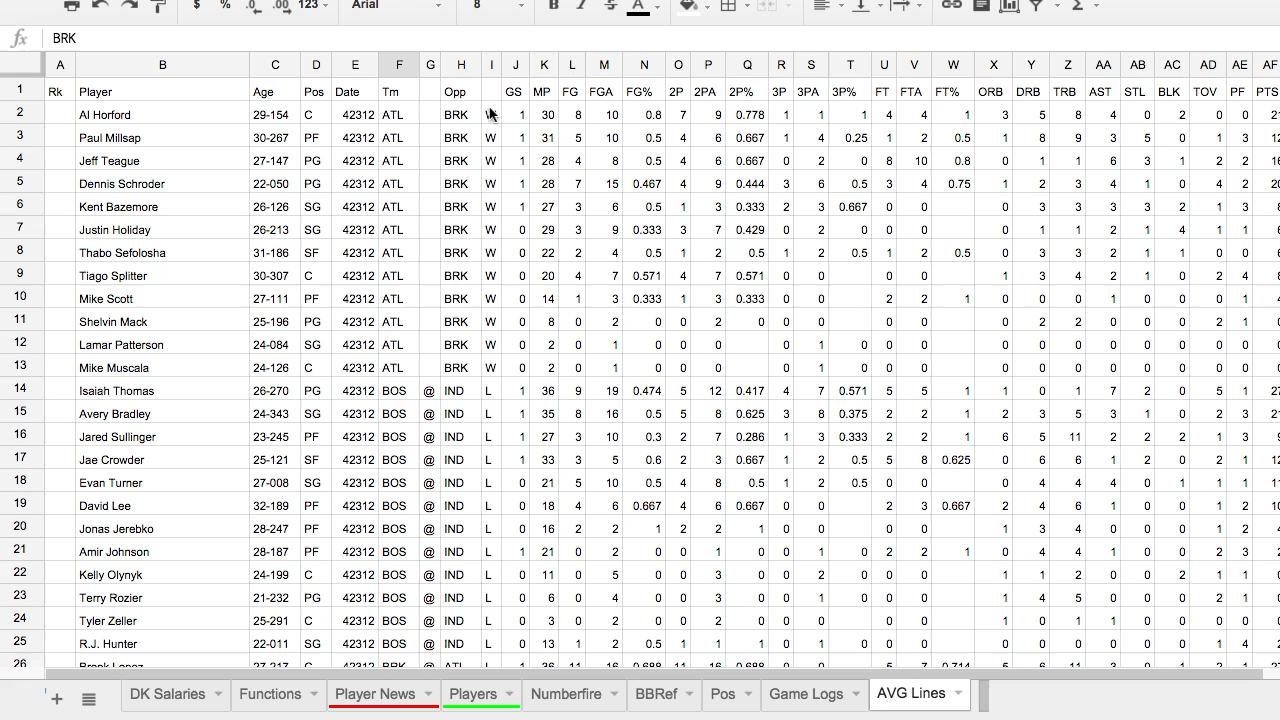 $ % .0 .00 123 Arial 8 B I S A Σ
fx BRK
A B C D E F G H I J K L M N O P Q R S T U V W X Y Z AA AB AC AD AE AF
1 Rk Player Age Pos Date Tm Opp GS MP FG FGA FG% 2P 2PA 2P% 3P 3PA 3P% FT FTA FT% ORB DRB TRB AST STL BLK TOV PF PTS
2 Al Horford 29-154 C 42312 ATL BRK 1 30 8 10 0.8 7 9 0.778 1 1 1 4 4 1 3 5 8 4 0 2 0 0
3 Paul Millsap 30-267 PF 42312 ATL BRK W 1 31 5 10 0.5 4 6 0.667 1 4 0.25 1 2 0.5 1 8 9 3 5 0 1 3
4 Jeff Teague 27-147 PG 42312 ATL BRK W 1 28 4 8 0.5 4 6 0.667 0 2 0 8 10 0.8 0 1 1 6 3 1 2 2
5 Dennis Schroder 22-050 PG 42312 ATL BRK W 1 28 7 15 0.467 4 9 0.444 3 6 0.5 3 4 0.75 1 2 3 4 1 0 4 2
6 Kent Bazemore 26-126 SG 42312 ATL BRK W 1 27 3 6 0.5 1 3 0.333 2 3 0.667 0 0 0 3 3 3 3 2 1 3
7 Justin Holiday 26-213 SG 42312 ATL BRK W 0 29 3 9 0.333 3 7 0.429 0 2 0 0 0 0 1 1 2 1 4 1 1
8 Thabo Sefolosha 31-186 SF 42312 ATL BRK W 0 22 2 4 0.5 1 2 0.5 1 2 0.5 1 2 0.5 0 3 3 2 1 1 0 0
9 Tiago Splitter 30-307 C 42312 ATL BRK W 0 20 4 7 0.571 4 7 0.571 0 0 0 0 1 3 4 2 1 0 2 4
10 Mike Scott 27-111 PF 42312 ATL BRK W 0 14 1 3 0.333 1 3 0.333 0 0 2 2 1 0 0 0 1 0 0 0 1
11 Shelvin Mack 25-196 PG 42312 ATL BRK W 0 8 0 2 0 0 2 0 0 0 0 0 0 2 2 0 0 0 2 1
12 Lamar Patterson 24-084 SG 42312 ATL BRK W 0 2 0 1 0 0 0 0 1 0 0 0 0 0 0 0 0 0 0 0
13 Mike Muscala 24-126 C 42312 ATL BRK W 0 2 0 1 0 0 0 0 1 0 0 0 0 0 0 0 0 0 0 0
14 Isaiah Thomas 26-270 PG 42312 BOS @ IND L 1 36 9 19 0.474 5 12 0.417 4 7 0.571 5 5 1 1 0 1 7 2 0 1 1
15 Avery Bradley 24-343 SG 42312 BOS @ IND L 1 35 8 16 0.5 5 8 0.625 3 8 0.375 2 2 1 2 3 5 3 1 0 2 3
16 Jared Sullinger 23-245 PF 42312 BOS @ IND L 1 27 3 10 0.3 2 7 0.286 1 3 0.333 2 2 1 6 5 11 2 2 2 1 3
17 Jae Crowder 25-121 SF 42312 BOS @ IND L 1 33 3 5 0.6 2 3 0.667 1 2 0.5 5 8 0.625 0 6 6 1 2 0 2 1
18 Evan Turner 27-008 SG 42312 BOS @ IND L 0 21 5 10 0.5 4 8 0.5 1 2 0.5 0 0 0 4 4 4 0 1 1 1
19 David Lee 32-189 PF 42312 BOS @ IND L 0 18 4 6 0.667 4 6 0.667 0 0 2 3 0.667 2 4 6 1 0 0 1 2
20 Jonas Jerebko 28-247 PF 42312 BOS @ IND L 0 16 2 2 1 2 2 1 0 0 0 0 1 3 4 0 0 0 1 2
21 Amir Johnson 28-187 PF 42312 BOS @ IND L 1 21 0 2 0 0 1 0 0 1 0 2 2 1 0 4 4 1 1 0 2 3
22 Kelly Olynyk 24-199 C 42312 BOS @ IND L 0 11 0 5 0 0 3 0 0 2 0 0 0 1 1 2 0 0 2 1 1
23 Terry Rozier 21-232 PG 42312 BOS @ IND L 0 6 0 4 0 0 3 0 0 1 0 0 0 1 4 5 0 0 0 2 1
24 Tyler Zeller 25-291 C 42312 BOS @ IND L 0 3 0 2 0 0 2 0 0 0 0 0 1 0 1 1 0 0 0 0
25 R.J. Hunter 22-011 SG 42312 BOS @ IND L 0 13 1 2 0.5 1 1 1 0 1 0 0 0 0 0 0 0 0 0 1 4
26 Brook Lopez 27-217 C 42312 BRK @ ATL L 1 36 11 16 0.688 11 16 0.688 0 0 5 7 0.714 5 6 11 3 0 2 1
+ DK Salaries Functions Player News Players Numberfire BBRef Pos Game Logs AVG Lines